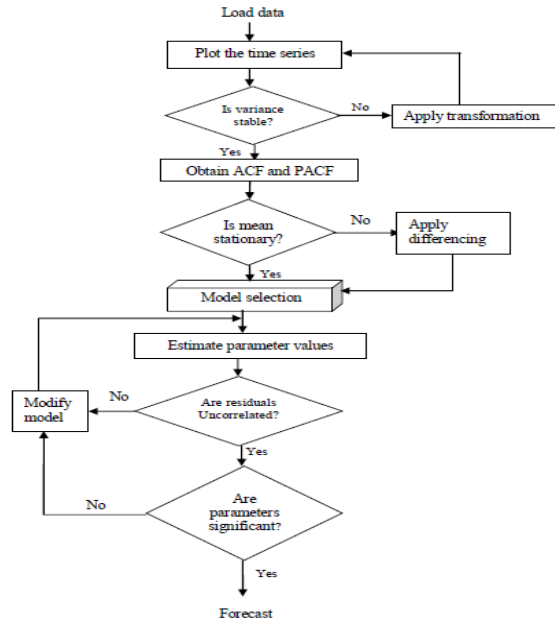 Load data
Plot the time series
Is variance
stable?
No
Apply transformation
Yes
Obtain ACF and PACF
Is mean
stationary?
No
Apply
differencing
Yes
Model selection
Estimate parameter values
Are residuals
Uncorrelated?
No
Modify
model
Yes
Are
parameters
significant?
No
Yes
Forecast